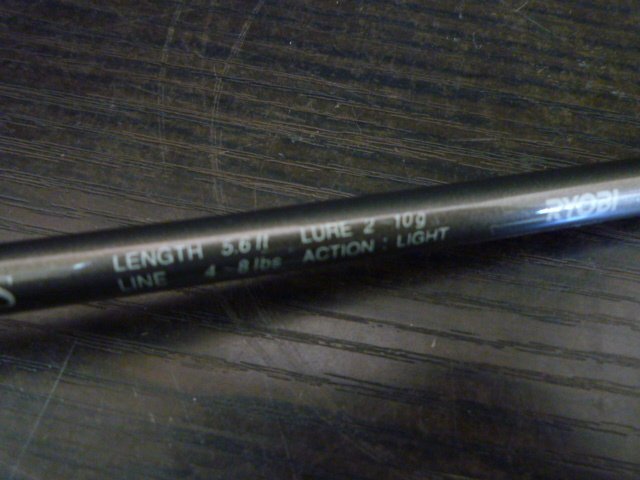 S
LENGTH 5.6ft LURE 2 10g
LINE 4 - 8lbs ACTION : LIGHT
RYOBI